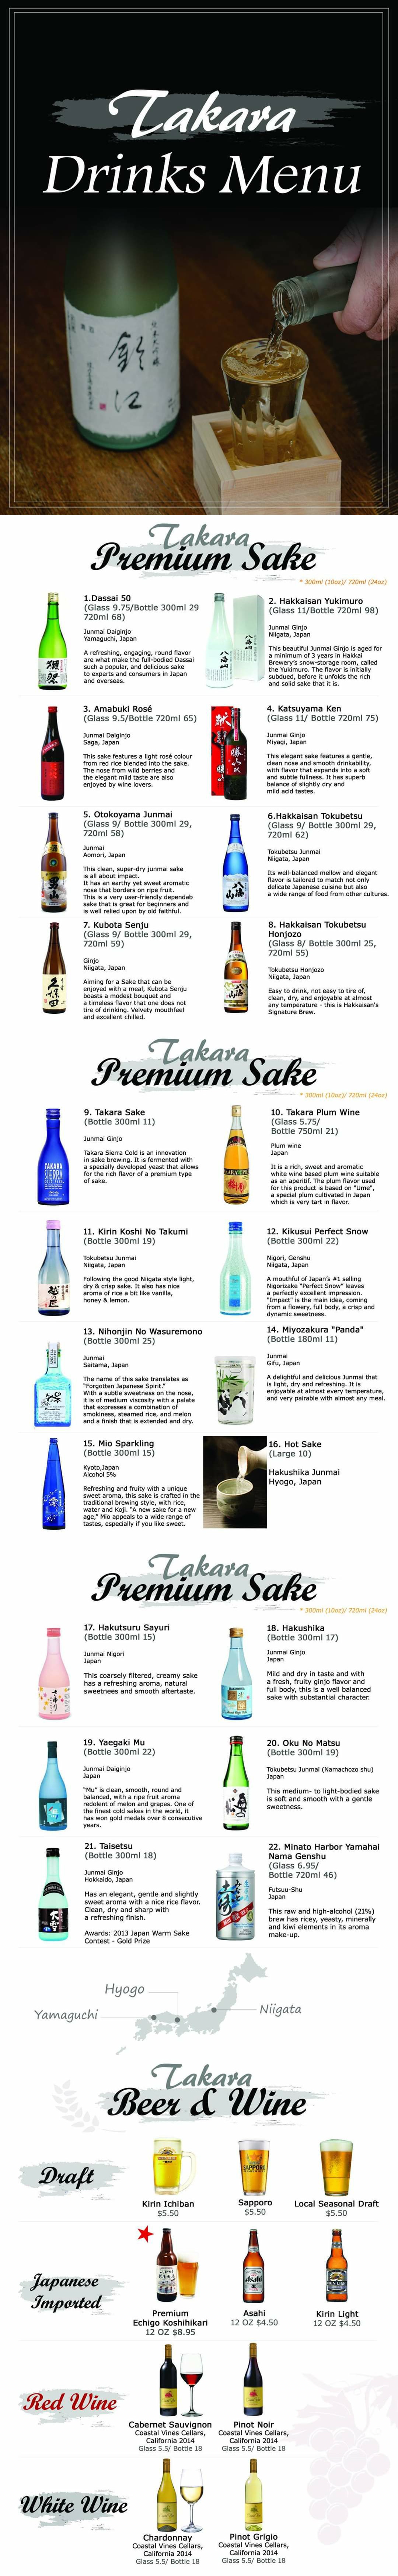 Takara
Drinks Menu
Takara
Premium Sake
* 300ml (10oz)/ 720ml (24oz)
1.Dassai 50
(Glass 9.75/Bottle 300ml 29
720ml 68)
Junmai Daiginjo
Yamaguchi, Japan
A refreshing, engaging, round flavor
are what make the full-bodied Dassai
such a popular, and delicious sake
to experts and consumers in Japan
and overseas.
2. Hakkaisan Yukimuro
(Glass 11/Bottle 720ml 98)
Junmai Ginjo
Niigata, Japan
This beautiful Junmai Ginjo is aged for
a minimum of 3 years in Hakkai
Brewery's snow-storage room, called
the Yukimuro. The flavor is initially
subdued, before it unfolds into the rich
and solid sake that it is.
3. Amabuki Rosé
(Glass 9.5/Bottle 720ml 65)
Junmai Daiginjo
Saga, Japan
This sake features a light rosé colour
from red rice blended into the sake.
The nose from wild berries and
the elegant mild taste are also
enjoyed by wine lovers.
4. Katsuyama Ken
(Glass 11/ Bottle 720ml 75)
Junmai Ginjo
Miyagi, Japan
This elegant sake features a gentle,
clean nose and smooth drinkability,
with flavor that expands into a soft
and subtle fullness. It has superb
balance of slightly dry and
mild acid tastes.
5. Otokoyama Junmai
(Glass 9/ Bottle 300ml 29,
720ml 58)
Junmai
Aomori, Japan
This clean, super-dry junmai sake
is all about impact.
It has an earthy yet sweet aromatic
nose that borders on ripe fruit.
This is a very user-friendly dependab
sake that is great for beginners and
is well relied upon by old faithful.
6.Hakkaisan Tokubetsu
(Glass 9/ Bottle 300ml 29,
720ml 62)
Tokubetsu Junmai
Niigata, Japan
Its well-balanced mellow and elegant
flavor is tailored to match not only
delicate Japanese cuisine but also
a wide range of food from other cultures.
7. Kubota Senju
(Glass 9/ Bottle 300ml 29,
720ml 59)
Ginjo
Niigata, Japan
Aiming for a Sake that can be
enjoyed with a meal, Kubota Senju
boasts a modest bouquet and
a timeless flavor that one does not
tire of drinking. Velvety mouthfeel
and excellent chilled.
8. Hakkaisan Tokubetsu
Honjozo
(Glass 8/ Bottle 300ml 25,
720ml 55)
Tokubetsu Honjozo
Niigata, Japan
Easy to drink, not easy to tire of,
clean, dry, and enjoyable at almost
any temperature - this is Hakkaisan's
Signature Brew.
Takara
Premium Sake
* 300ml (10oz)/ 720ml (24oz)
9. Takara Sake
(Bottle 300ml 11)
Junmai Ginjo
Takara Sierra Cold is an innovation
in sake brewing. It is fermented with
a specially developed yeast that allows
for the rich flavor of a premium type
of sake.
10. Takara Plum Wine
(Glass 5.75/
Bottle 750ml 21)
Plum wine
Japan
It is a rich, sweet and aromatic
white wine based plum wine suitable
as an aperitif. The plum flavor used
for this product is based on "Ume",
a special plum cultivated in Japan
which is very tart in flavor.
11. Kirin Koshi No Takumi
(Bottle 300ml 19)
Tokubetsu Junmai
Niigata, Japan
Following the good Niigata style light,
dry & crisp sake. It also has nice
aroma of rice a bit like vanilla,
honey & lemon.
12. Kikusui Perfect Snow
(Bottle 300ml 22)
Nigori, Genshu
Niigata, Japan
A mouthful of Japan's #1 selling
Nigorizake "Perfect Snow" leaves
a perfectly excellent impression.
"Impact" is the main idea, coming
from a flowery, full body, a crisp and
dynamic sweetness.
13. Nihonjin No Wasuremono
(Bottle 300ml 25)
Junmai
Saitama, Japan
The name of this sake translates as
"Forgotten Japanese Spirit."
With a subtle sweetness on the nose,
it is of medium viscosity with a palate
that expresses a combination of
smokiness, steamed rice, and melon
and a finish that is extended and dry.
14. Miyozakura "Panda"
(Bottle 180ml 11)
Junmai
Gifu, Japan
A delightful and delicious Junmai that
is light, dry and refreshing. It is
enjoyable at almost every temperature,
and very pairable with almost any meal.
15. Mio Sparkling
(Bottle 300ml 15)
Kyoto,Japan
Alcohol 5%
Refreshing and fruity with a unique
sweet aroma, this sake is crafted in the
traditional brewing style, with rice,
water and Koji. "A new sake for a new
age," Mio appeals to a wide range of
tastes, especially if you like sweet.
16. Hot Sake
(Large 10)
Hakushika Junmai
Hyogo, Japan
Takara
Premium Sake
* 300ml (10oz)/ 720ml (24oz)
17. Hakutsuru Sayuri
(Bottle 300ml 15)
Junmai Nigori
Japan
This coarsely filtered, creamy sake
has a refreshing aroma, natural
sweetnees and smooth aftertaste.
18. Hakushika
(Bottle 300ml 17)
Junmai Ginjo
Japan
Mild and dry in taste and with
a fresh, fruity ginjo flavor and
full body, this is a well balanced
sake with substantial character.
19. Yaegaki Mu
(Bottle 300ml 22)
Junmai Daiginjo
Japan
"Mu" is clean, smooth, round and
balanced, with a ripe fruit aroma
redolent of melon and grapes. One of
the finest cold sakes in the world, it
has won gold medals over 8 consecutive
years.
20. Oku No Matsu
(Bottle 300ml 19)
Tokubetsu Junmai (Namachozo shu)
Japan
This medium- to light-bodied sake
is soft and smooth with a gentle
sweetness.
21. Taisetsu
(Bottle 300ml 18)
Junmai Ginjo
Hokkaido, Japan
Has an elegant, gentle and slightly
sweet aroma with a nice rice flavor.
Clean, dry and sharp with
a refreshing finish.
Awards: 2013 Japan Warm Sake
Contest - Gold Prize
22. Minato Harbor Yamahai
Nama Genshu
(Glass 6.95/
Bottle 720ml 46)
Futsuu-Shu
Japan
This raw and high-alcohol (21%)
brew has ricey, yeasty, minerally
and kiwi elements in its aroma
make-up.
Hyogo
Yamaguchi
Niigata
Takara
Beer & Wine
Draft
Kirin Ichiban
$5.50
Sapporo
$5.50
Local Seasonal Draft
$5.50
Japanese
Imported
Premium
Echigo Koshihikari
12 OZ $8.95
Asahi
12 OZ $4.50
Kirin Light
12 OZ $4.50
Red Wine
Cabernet Sauvignon
Coastal Vines Cellars,
California 2014
Glass 5.5/ Bottle 18
Pinot Noir
Coastal Vines Cellars,
California 2014
Glass 5.5/ Bottle 18
White Wine
Chardonnay
Coastal Vines Cellars,
California 2014
Glass 5.5/ Bottle 18
Pinot Grigio
Coastal Vines Cellars,
California 2014
Glass 5.5/ Bottle 18